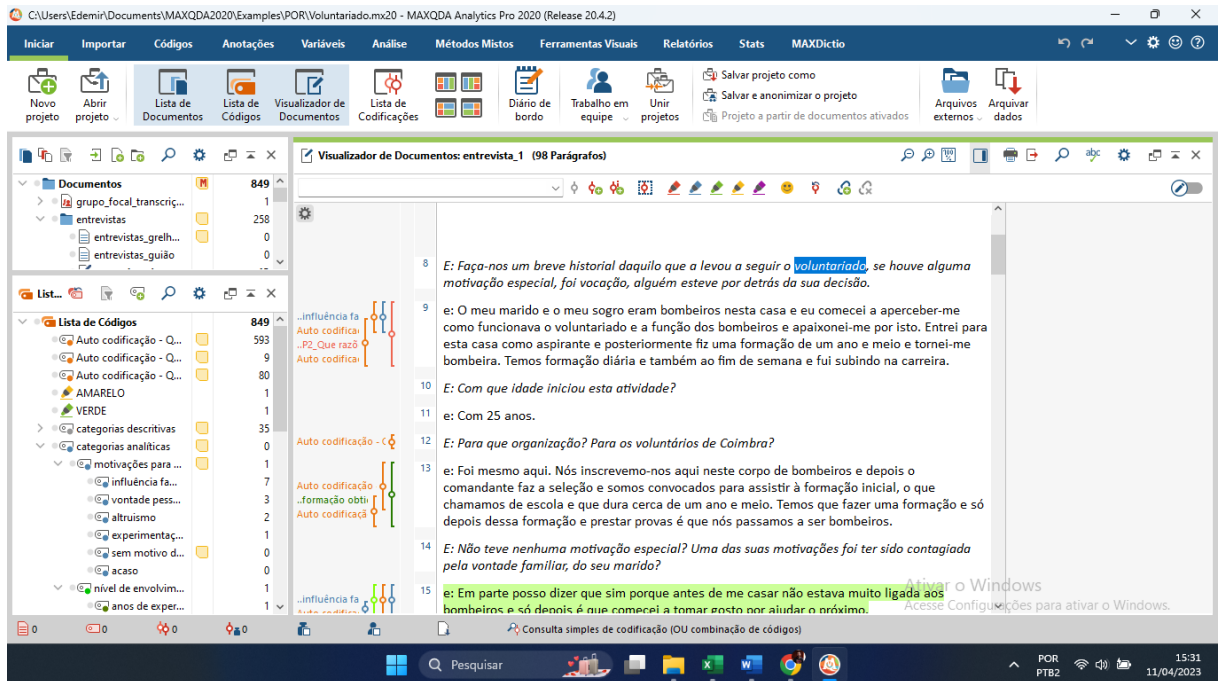 C:\Users\Edemir\Documents\MAXQDA2020\Examples\POR\Voluntariado.mx20 - MAXQDA Analytics Pro 2020 (Release 20.4.2)
Iniciar Importar Códigos Anotações Variáveis Análise Métodos Mistos Ferramentas Visuais Relatórios Stats MAXDictio
Novo projeto
Abrir projeto
Lista de Documentos
Lista de Códigos
Visualizador de Documentos
Lista de Codificações
Diário de bordo
Trabalho em equipe
Unir projetos
Salvar projeto como
Salvar e anonimizar o projeto
Projeto a partir de documentos ativados
Arquivos externos
Arquivar dados
Documentos 849
grupo_focal_transcriç... 1
entrevistas 258
entrevistas_grelh... 0
entrevistas_guião 0
List...
Lista de Códigos 849
Auto codificação - Q... 593
Auto codificação - Q... 9
Auto codificação - Q... 80
AMARELO 1
VERDE 1
categorias descritivas 35
categorias analíticas 0
motivações para ... 1
influência fa... 7
vontade pess... 3
altruismo 2
experimentaç... 1
sem motivo d... 0
acaso 0
nível de envolvim... 1
anos de exper... 1
Visualizador de Documentos: entrevista_1 (98 Parágrafos)
8 E: Faça-nos um breve historial daquilo que a levou a seguir o voluntariado, se houve alguma
motivação especial, foi vocação, alguém esteve por detrás da sua decisão.
..influência fa
Auto codifica
..P2_Que razõ
Auto codifica
9 e: O meu marido e o meu sogro eram bombeiros nesta casa e eu comecei a aperceber-me
como funcionava o voluntariado e a função dos bombeiros e apaixonei-me por isto. Entrei para
esta casa como aspirante e posteriormente fiz uma formação de um ano e meio e tornei-me
bombeira. Temos formação diária e também ao fim de semana e fui subindo na carreira.
10 E: Com que idade iniciou esta atividade?
11 e: Com 25 anos.
Auto codificação - Q
12 E: Para que organização? Para os voluntários de Coimbra?
Auto codificação
..formação obti
Auto codificaçã
13 e: Foi mesmo aqui. Nós inscrevemo-nos aqui neste corpo de bombeiros e depois o
comandante faz a seleção e somos convocados para assistir à formação inicial, o que
chamamos de escola e que dura cerca de um ano e meio. Temos que fazer uma formação e só
depois dessa formação e prestar provas é que nós passamos a ser bombeiros.
14 E: Não teve nenhuma motivação especial? Uma das suas motivações foi ter sido contagiada
pela vontade familiar, do seu marido?
..influência fa
15 e: Em parte posso dizer que sim porque antes de me casar não estava muito ligada aos
bombeiros e só depois é que comecei a tomar gosto por ajudar o próximo.
Ativar o Windows
Acesse Configurações para ativar o Windows.
0 0 0 0
Consulta simples de codificação (OU combinação de códigos)
Pesquisar
POR
PTB2
15:31
11/04/2023